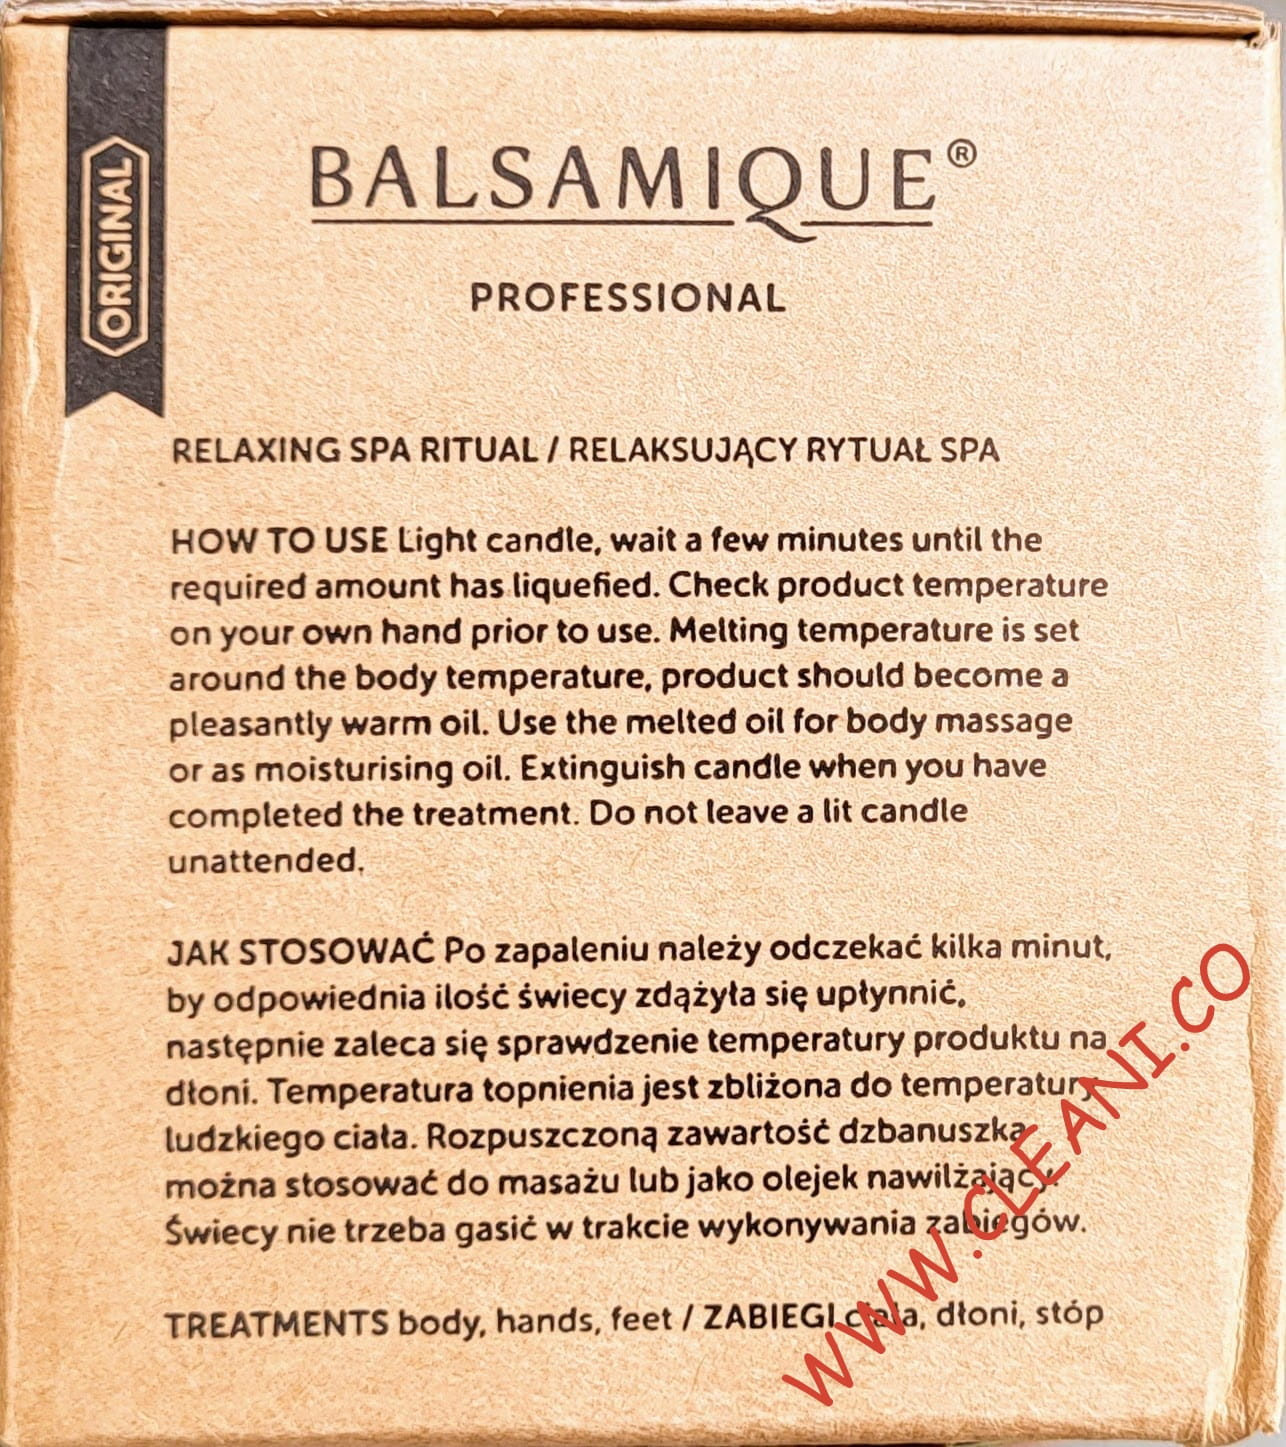 ORIGINAL
BALSAMIQUE®
PROFESSIONAL
RELAXING SPA RITUAL / RELAKSUJĄCY RYTUAŁ SPA
HOW TO USE Light candle, wait a few minutes until the
required amount has liquefied. Check product temperature
on your own hand prior to use. Melting temperature is set
around the body temperature, product should become a
pleasantly warm oil. Use the melted oil for body massage
or as moisturising oil. Extinguish candle when you have
completed the treatment. Do not leave a lit candle
unattended.
JAK STOSOWAĆ Po zapaleniu należy odczekać kilka minut,
by odpowiednia ilość świecy zdążyła się upłynnić,
następnie zaleca się sprawdzenie temperatury produktu na
dłoni. Temperatura topnienia jest zbliżona do temperatury
ludzkiego ciała. Rozpuszczoną zawartość dzbanuszka
można stosować do masażu lub jako olejek nawilżający.
Świecy nie trzeba gasić w trakcie wykonywania zabiegów.
TREATMENTS body, hands, feet / ZABIEGI ciała, dłoni, stóp
WWW.CLEANI.CO